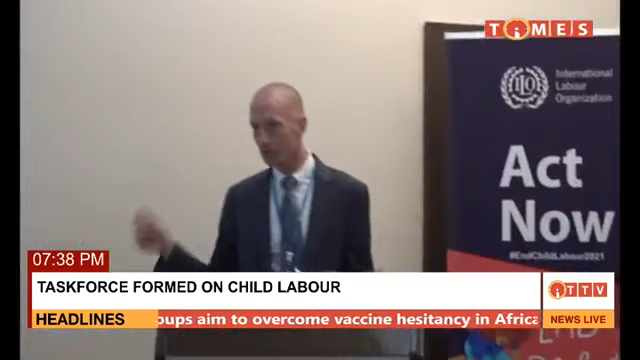 TIMES
ILO
International
Labour
Organization
Act
Now
#EndChildLabour2021
07:38 PM
TASKFORCE FORMED ON CHILD LABOUR
TTV
HEADLINES
oups aim to overcome vaccine hesitancy in Africa
NEWS LIVE